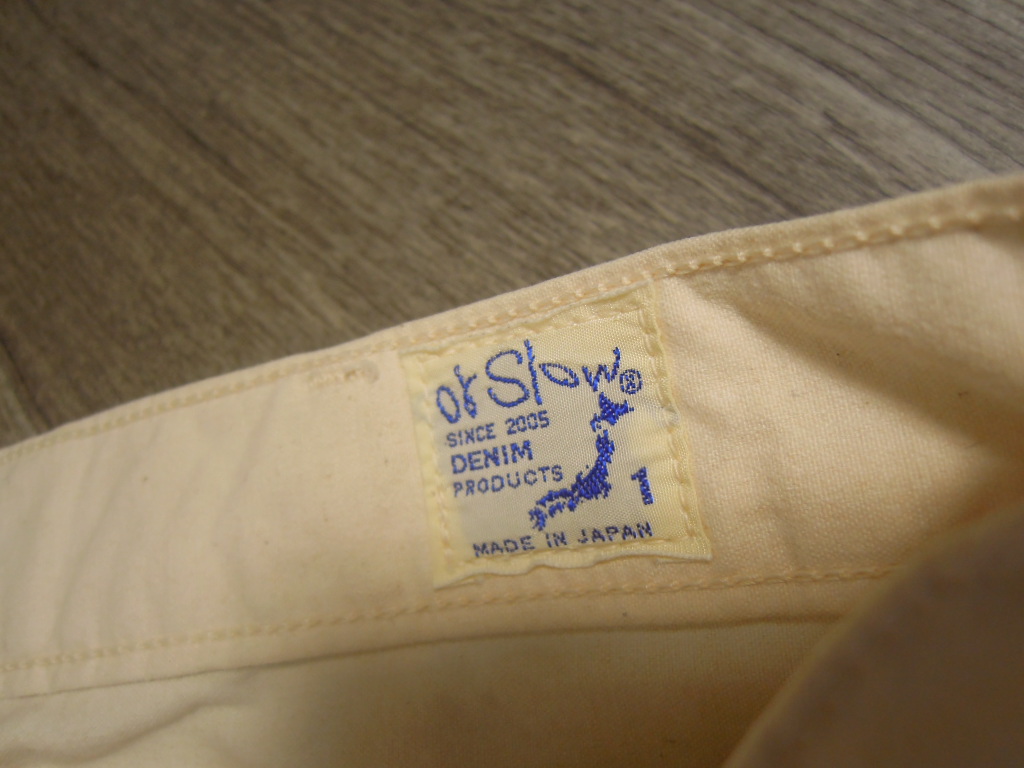 orSlow®
SINCE 2005
DENIM
PRODUCTS
1
MADE IN JAPAN